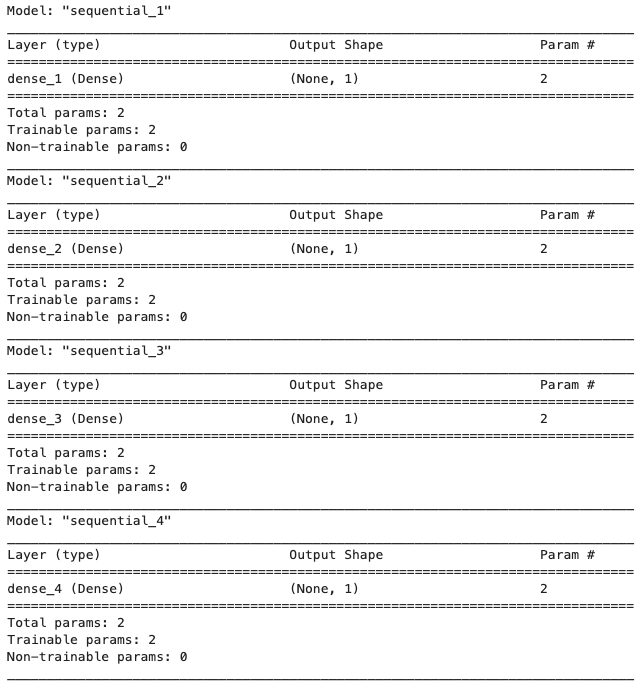 Model: "sequential_1"
Layer (type) Output Shape Param #
dense_1 (Dense) (None, 1) 2
Total params: 2
Trainable params: 2
Non-trainable params: 0
Model: "sequential_2"
Layer (type) Output Shape Param #
dense_2 (Dense) (None, 1) 2
Total params: 2
Trainable params: 2
Non-trainable params: 0
Model: "sequential_3"
Layer (type) Output Shape Param #
dense_3 (Dense) (None, 1) 2
Total params: 2
Trainable params: 2
Non-trainable params: 0
Model: "sequential_4"
Layer (type) Output Shape Param #
dense_4 (Dense) (None, 1) 2
Total params: 2
Trainable params: 2
Non-trainable params: 0